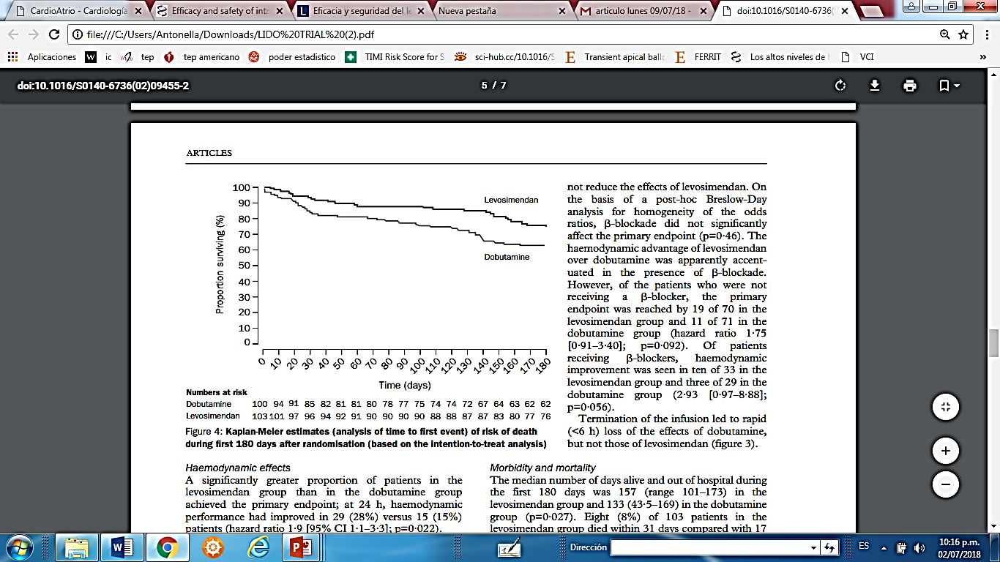 CardioAtrio - Cardiología
Efficacy and safety of intr
Eficacia y seguridad del le
Nueva pestaña
articulo lunes 09/07/18 -
doi:10.1016/S0140-6736(
file:///C:/Users/Antonella/Downloads/LIDO%20TRIAL%20(2).pdf
Aplicaciones
W
ic
tep
tep americano
poder estadistico
TIMI Risk Score for S
sci-hub.cc/10.1016/S
E
Transient apical ball
E
FERRIT
Los altos niveles de
VCI
»
doi:10.1016/S0140-6736(02)09455-2
5 / 7
ARTICLES
100
90
80
70
60
50
40
30
20
10
0
Proportion surviving (%)
Levosimendan
Dobutamine
0 10 20 30 40 50 60 70 80 90 100 110 120 130 140 150 160 170 180
Time (days)
Numbers at risk
Dobutamine 100 94 91 85 82 81 81 80 78 77 75 74 74 72 67 64 63 62 62
Levosimendan 103 101 97 96 94 92 91 90 90 90 90 88 88 87 87 83 80 77 76
Figure 4: Kaplan-Meier estimates (analysis of time to first event) of risk of death
during first 180 days after randomisation (based on the intention-to-treat analysis)
Haemodynamic effects
A significantly greater proportion of patients in the
levosimendan group than in the dobutamine group
achieved the primary endpoint; at 24 h, haemodynamic
performance had improved in 29 (28%) versus 15 (15%)
patients (hazard ratio 1·9 [95% CI 1·1–3·3]; p=0·022).
not reduce the effects of levosimendan. On
the basis of a post-hoc Breslow-Day
analysis for homogeneity of the odds
ratios, β-blockade did not significantly
affect the primary endpoint (p=0·46). The
haemodynamic advantage of levosimendan
over dobutamine was apparently accent-
uated in the presence of β-blockade.
However, of the patients who were not
receiving a β-blocker, the primary
endpoint was reached by 19 of 70 in the
levosimendan group and 11 of 71 in the
dobutamine group (hazard ratio 1·75
[0·91–3·40]; p=0·092). Of patients
receiving β-blockers, haemodynamic
improvement was seen in ten of 33 in the
levosimendan group and three of 29 in the
dobutamine group (2·93 [0·97–8·88];
p=0·056).
Termination of the infusion led to rapid
(<6 h) loss of the effects of dobutamine,
but not those of levosimendan (figure 3).
Morbidity and mortality
The median number of days alive and out of hospital during
the first 180 days was 157 (range 101–173) in the
levosimendan group and 133 (43·5–169) in the dobutamine
group (p=0·027). Eight (8%) of 103 patients in the
levosimendan group died within 31 days compared with 17
Dirección
ES
10:16 p.m.
02/07/2018